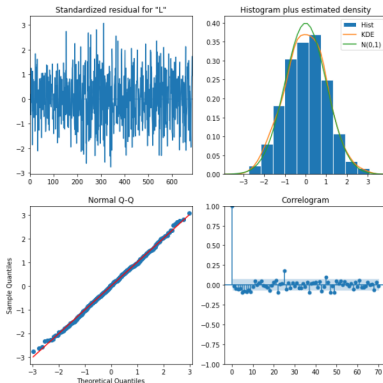 Standardized residual for "L"
3
2
1
0
−1
−2
−3
0 100 200 300 400 500 600
Histogram plus estimated density
Hist
KDE
N(0,1)
0.40
0.35
0.30
0.25
0.20
0.15
0.10
0.05
0.00
−3 −2 −1 0 1 2 3
Normal Q-Q
Sample Quantiles
3
2
1
0
−1
−2
−3
−3 −2 −1 0 1 2 3
Theoretical Quantiles
Correlogram
1.00
0.75
0.50
0.25
0.00
−0.25
−0.50
−0.75
−1.00
0 10 20 30 40 50 60 70